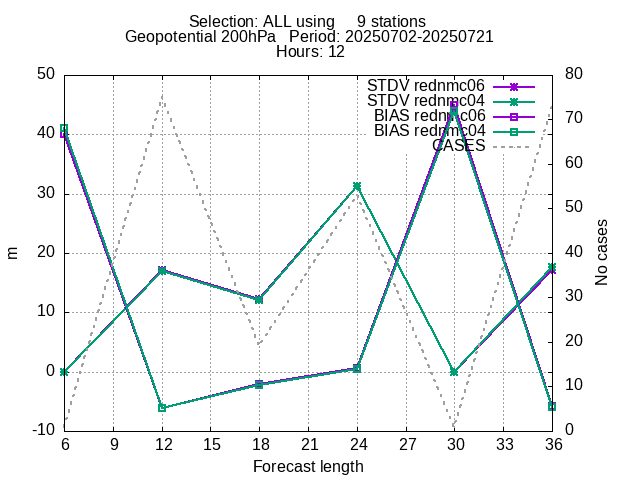 Selection: ALL using     9 stations
Geopotential 200hPa   Period: 20250702-20250721
Hours: 12
STDV rednmc06
STDV rednmc04
BIAS rednmc06
BIAS rednmc04
CASES
50
40
30
20
10
0
-10
m
80
70
60
50
40
30
20
10
0
No cases
6 9 12 15 18 21 24 27 30 33 36
Forecast length